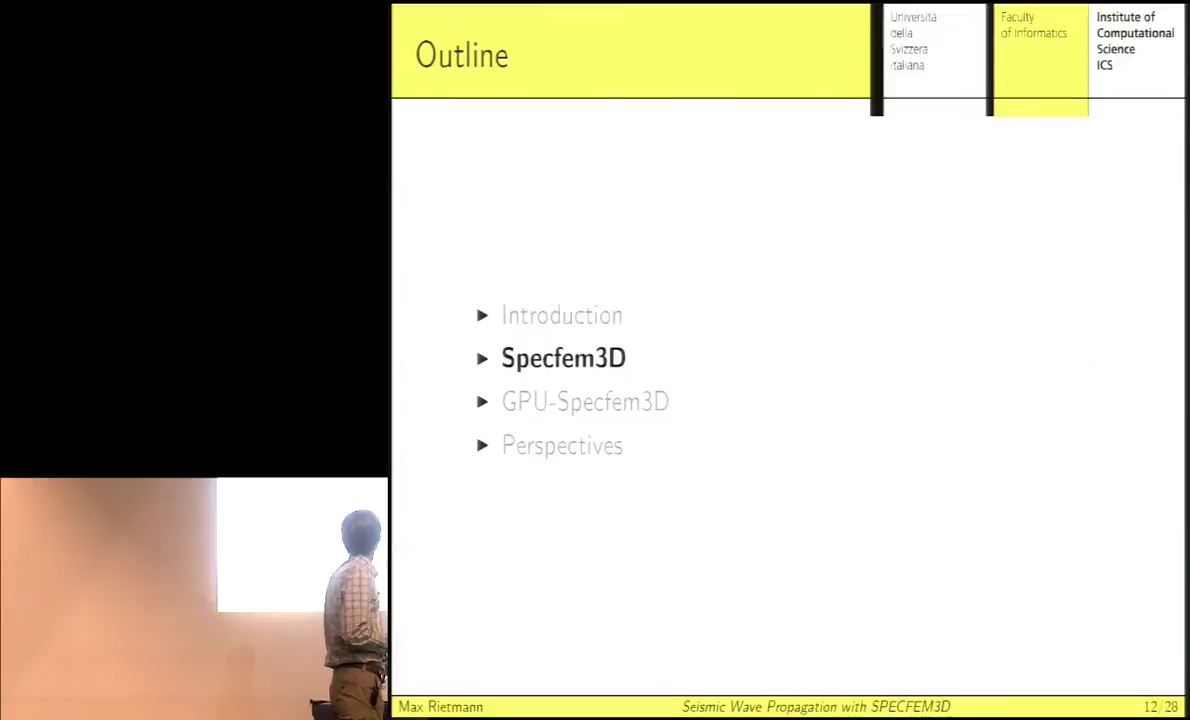 Outline
Università
della
Svizzera
italiana
Faculty
of Informatics
Institute of
Computational
Science
ICS
Introduction
Specfem3D
GPU-Specfem3D
Perspectives
Max Rietmann
Seismic Wave Propagation with SPECFEM3D
12/28